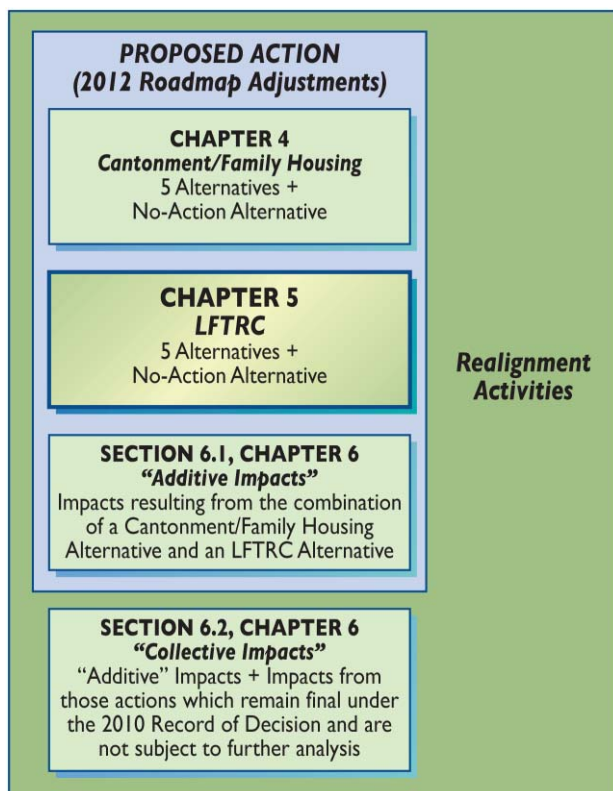 PROPOSED ACTION
(2012 Roadmap Adjustments)
CHAPTER 4
Cantonment/Family Housing
5 Alternatives +
No-Action Alternative
CHAPTER 5
LFTRC
5 Alternatives +
No-Action Alternative
SECTION 6.1, CHAPTER 6
“Additive Impacts”
Impacts resulting from the combination
of a Cantonment/Family Housing
Alternative and an LFTRC Alternative
SECTION 6.2, CHAPTER 6
“Collective Impacts”
“Additive” Impacts + Impacts from
those actions which remain final under
the 2010 Record of Decision and are
not subject to further analysis
Realignment
Activities